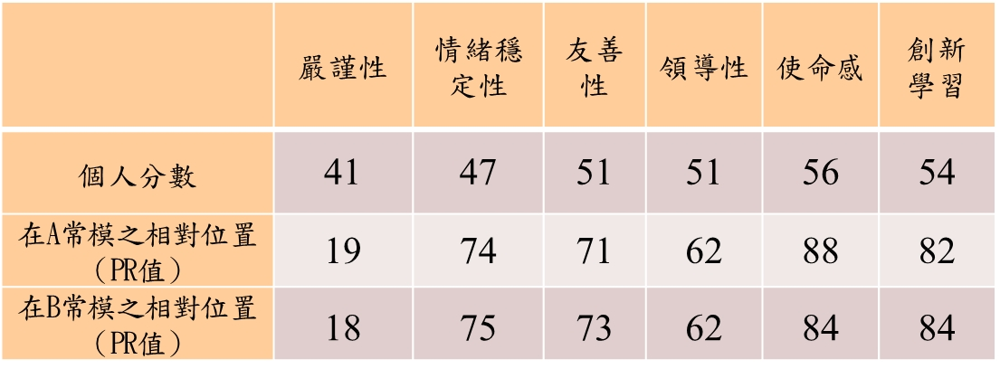 嚴謹性 情緒穩定性 友善性 領導性 使命感 創新學習
個人分數 41 47 51 51 56 54
在A常模之相對位置
（PR值） 19 74 71 62 88 82
在B常模之相對位置
（PR值） 18 75 73 62 84 84